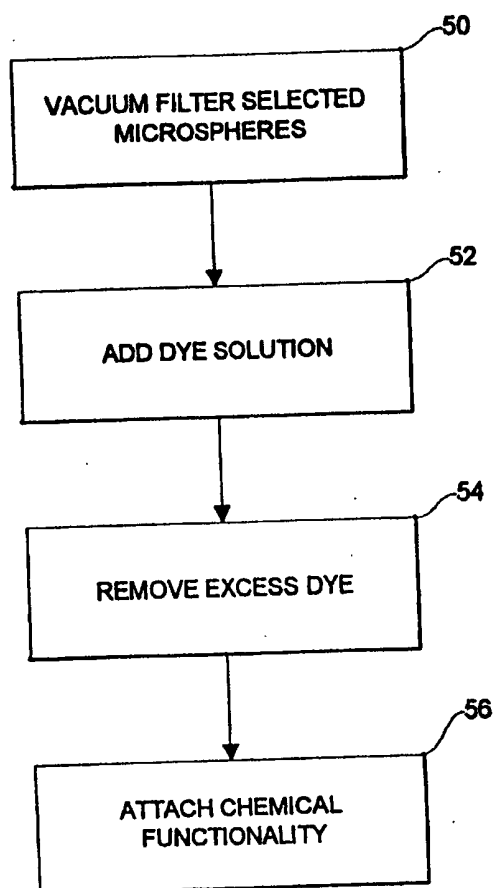 50
VACUUM FILTER SELECTED
MICROSPHERES
52
ADD DYE SOLUTION
54
REMOVE EXCESS DYE
56
ATTACH CHEMICAL
FUNCTIONALITY